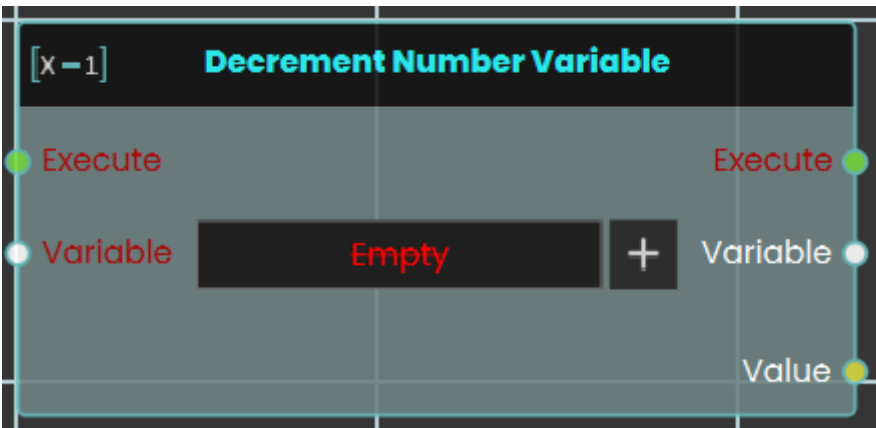 [x-1] Decrement Number Variable
Execute Execute
Variable Empty + Variable
Value